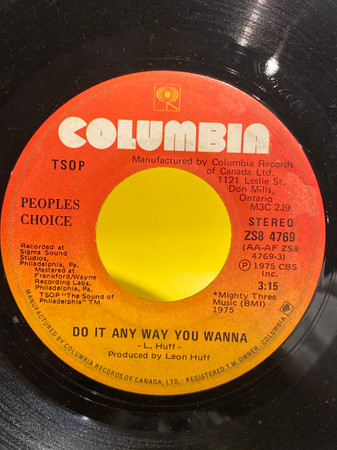 COLUMBIA
TSOP
Manufactured by Columbia Records
of Canada Ltd.
1121 Leslie St.
Don Mills,
Ontario
M3C 2J9
PEOPLES
CHOICE
STEREO
ZS8 4769
(AA-AF ZS8
4769-3)
Ⓟ 1975 CBS
Inc.
3:15
*Mighty Three
Music (BMI)
1975
Recorded at
Sigma Sound
Studios,
Philadelphia, Pa.
Mastered at
Frankford/Wayne
Recording Labs,
Philadelphia, Pa.
TSOP "The Sound of
Philadelphia" TM
DO IT ANY WAY YOU WANNA
- L. Huff -
Produced by Leon Huff
MANUFACTURED BY COLUMBIA RECORDS OF CANADA, LTD., REGISTERED T.M. OWNER, COLUMBIA